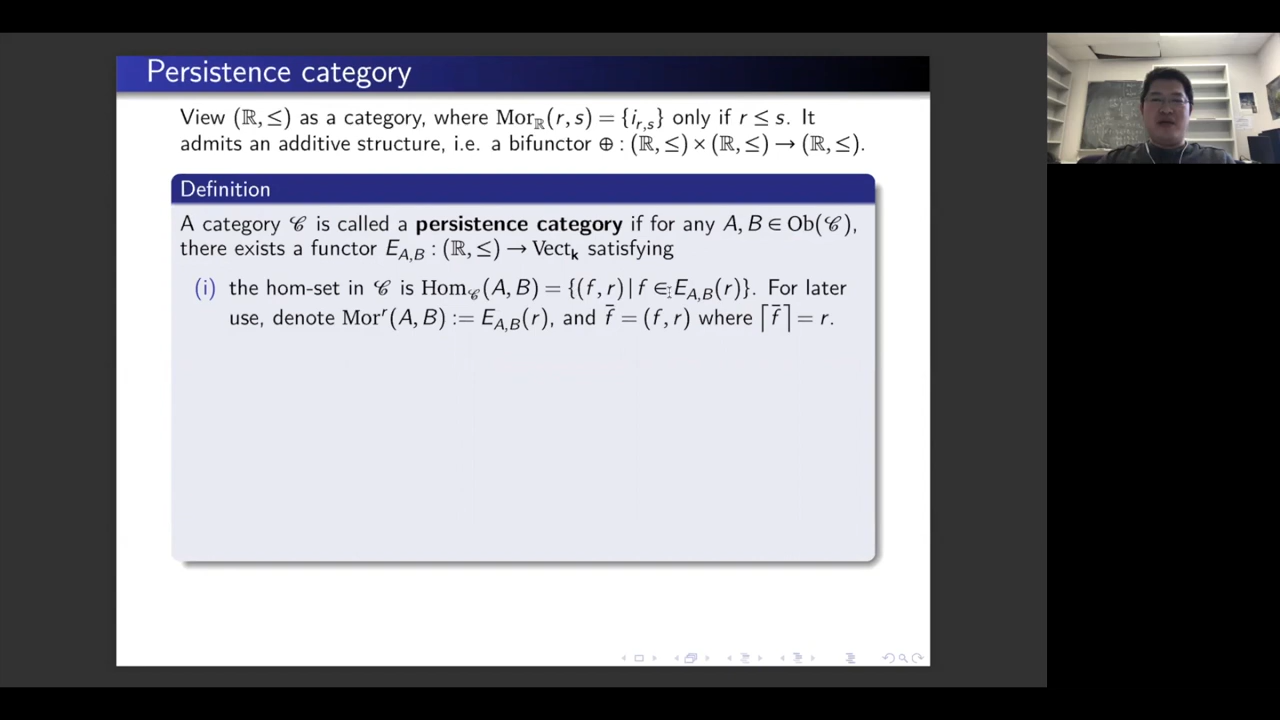 Persistence category
View (ℝ, ≤) as a category, where Mor_ℝ(r, s) = {i_{r,s}} only if r ≤ s. It
admits an additive structure, i.e. a bifunctor ⊕ : (ℝ, ≤) × (ℝ, ≤) → (ℝ, ≤).
Definition
A category 𝒞 is called a persistence category if for any A, B ∈ Ob(𝒞),
there exists a functor E_{A,B} : (ℝ, ≤) → Vect_k satisfying
(i) the hom-set in 𝒞 is Hom_𝒞(A, B) = {(f, r) | f ∈ E_{A,B}(r)}. For later
use, denote Mor^r(A, B) := E_{A,B}(r), and f̄ = (f, r) where ⌈f̄⌉ = r.